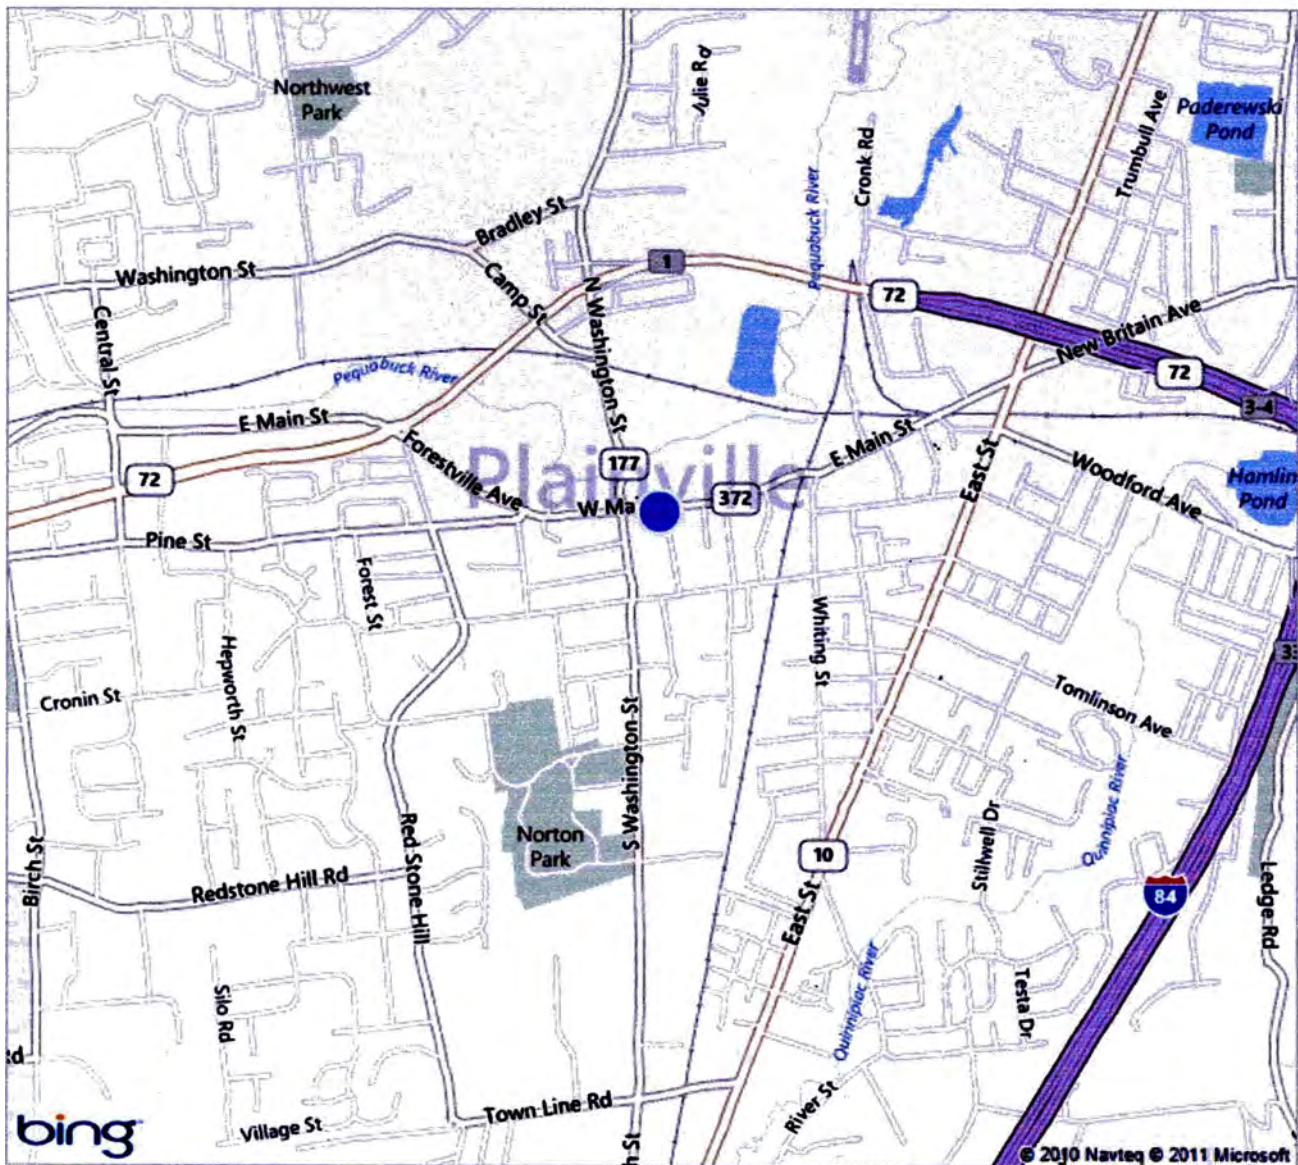 Northwest
Park
Julie Rd
Trumbull Ave
Paderewski
Pond
Cronk Rd
Pequabuck River
Bradley St
Washington St
Camp St
N Washington St
1
72
New Britain Ave
Central St
Pequabuck River
72
3-4
E Main St
Forestville Ave
Plainville
E Main St
East St
Woodford Ave
Hamlin
Pond
72
177
W Ma
372
Pine St
Forest St
Hepworth St
Whiting St
33
Cronin St
Tomlinson Ave
S Washington St
Quinnipiac River
Norton
Park
Red Stone Hill
Stillwell Dr
10
Birch St
Redstone Hill Rd
84
Ledge Rd
East St
Quinnipiac River
Silo Rd
Testa Dr
Rd
Town Line Rd
River St
Village St
h St
bing
© 2010 Navteq © 2011 Microsoft